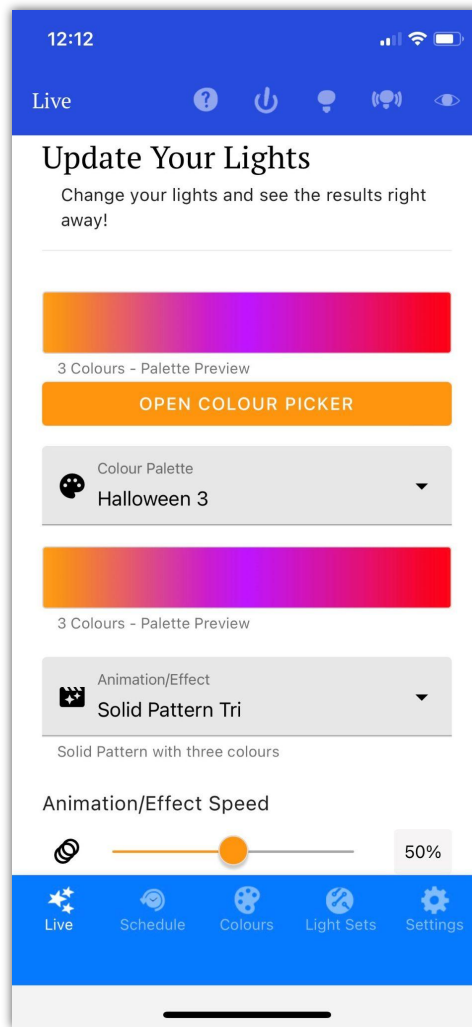 12:12
Live
Update Your Lights
Change your lights and see the results right
away!
3 Colours - Palette Preview
OPEN COLOUR PICKER
Colour Palette
Halloween 3
3 Colours - Palette Preview
Animation/Effect
Solid Pattern Tri
Solid Pattern with three colours
Animation/Effect Speed
50%
Live Schedule Colours Light Sets Settings